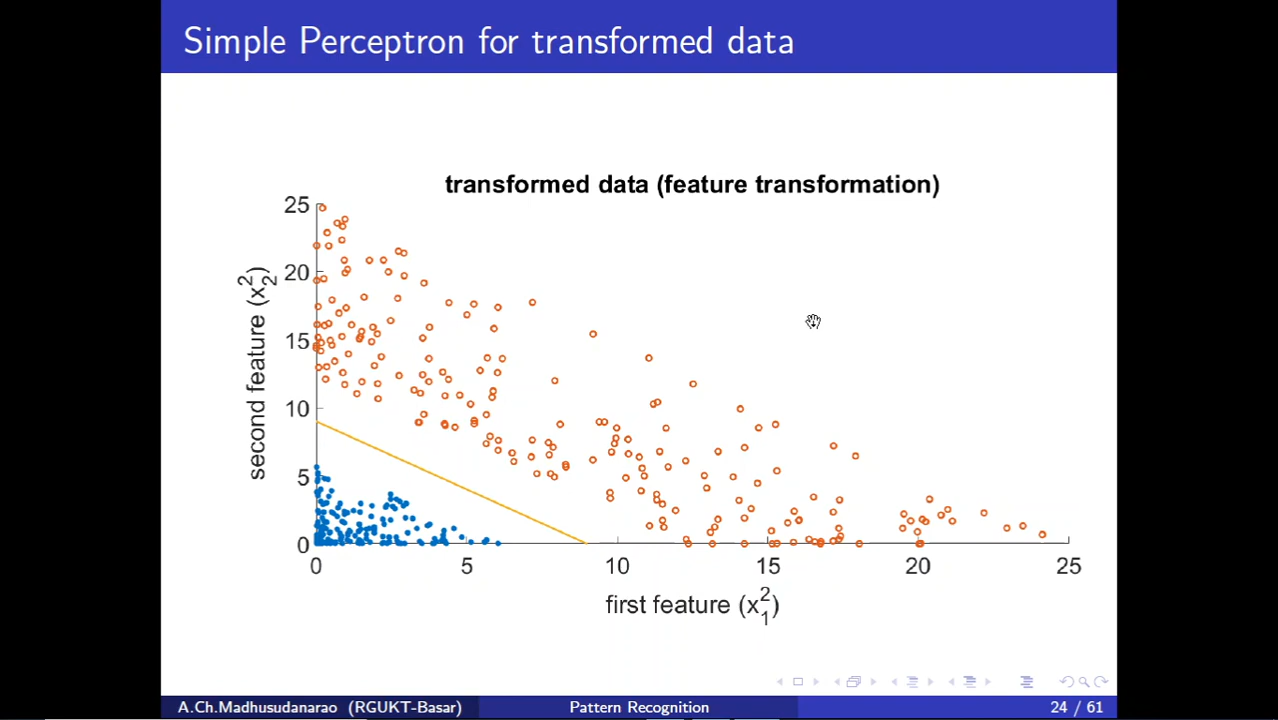 Simple Perceptron for transformed data
transformed data (feature transformation)
25
20
15
10
5
0
second feature (x₂²)
0 5 10 15 20 25
first feature (x₁²)
A.Ch.Madhusudanarao (RGUKT-Basar) Pattern Recognition 24 / 61